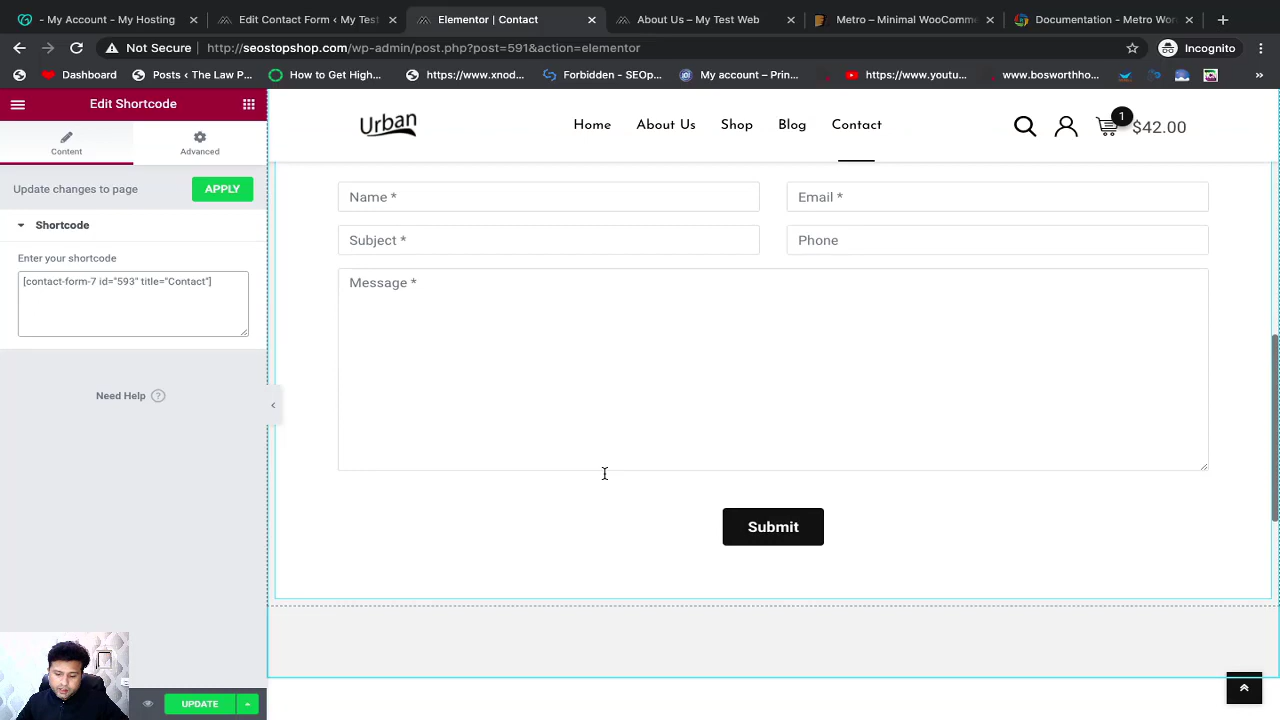 - My Account - My Hosting
Edit Contact Form ‹ My Test
Elementor | Contact
About Us – My Test Web
Metro – Minimal WooComm
Documentation - Metro Wor
Not Secure
http://seostopshop.com/wp-admin/post.php?post=591&action=elementor
Incognito
Dashboard
Posts ‹ The Law P...
How to Get High...
https://www.xnod...
Forbidden - SEOp...
My account – Prin...
https://www.youtu...
www.bosworthho...
»
Edit Shortcode
Content
Advanced
Update changes to page
APPLY
Shortcode
Enter your shortcode
[contact-form-7 id="593" title="Contact"]
Need Help ?
UPDATE
Urban
Home
About Us
Shop
Blog
Contact
1
$42.00
Name *
Email *
Subject *
Phone
Message *
Submit